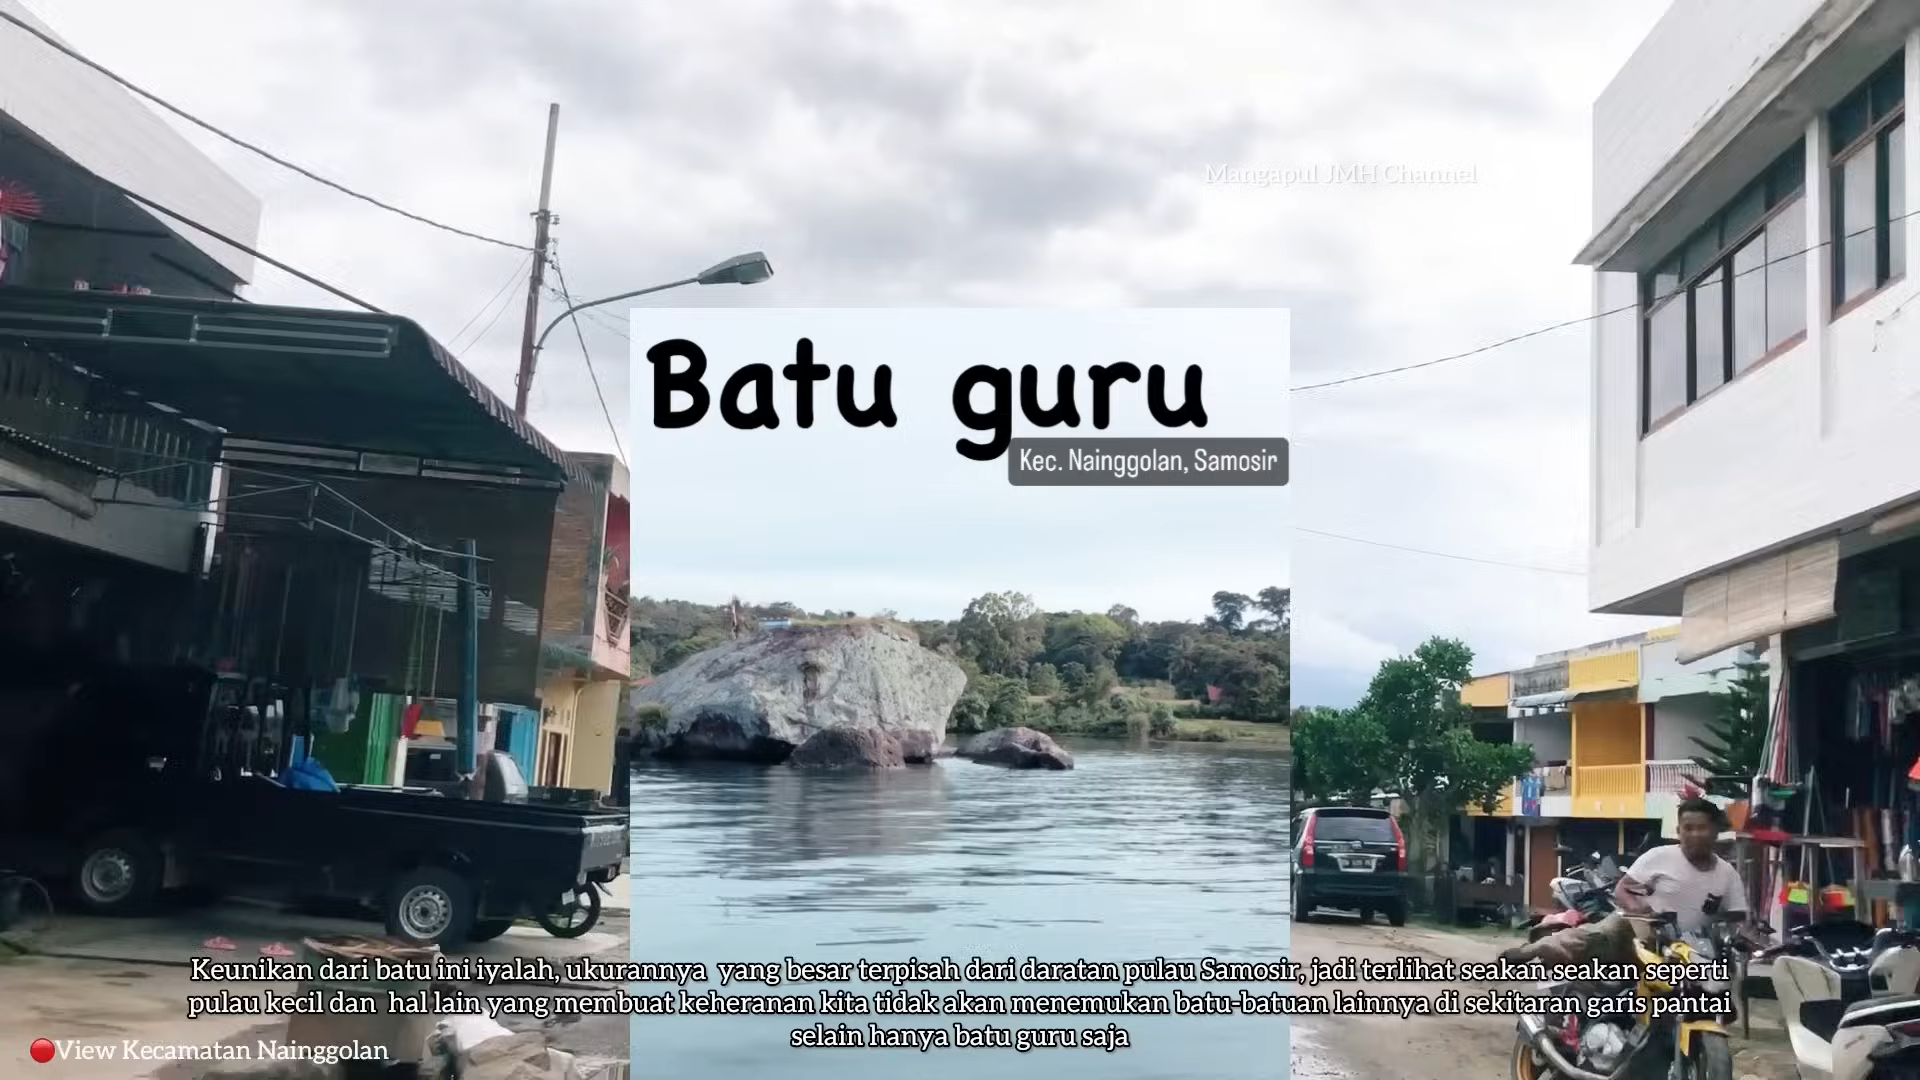 Mangapul JMH Channel
Batu guru
Kec. Nainggolan, Samosir
Keunikan dari batu ini iyalah, ukurannya yang besar terpisah dari daratan pulau Samosir, jadi terlihat seakan seakan seperti
pulau kecil dan hal lain yang membuat keheranan kita tidak akan menemukan batu-batuan lainnya di sekitaran garis pantai
selain hanya batu guru saja
View Kecamatan Nainggolan